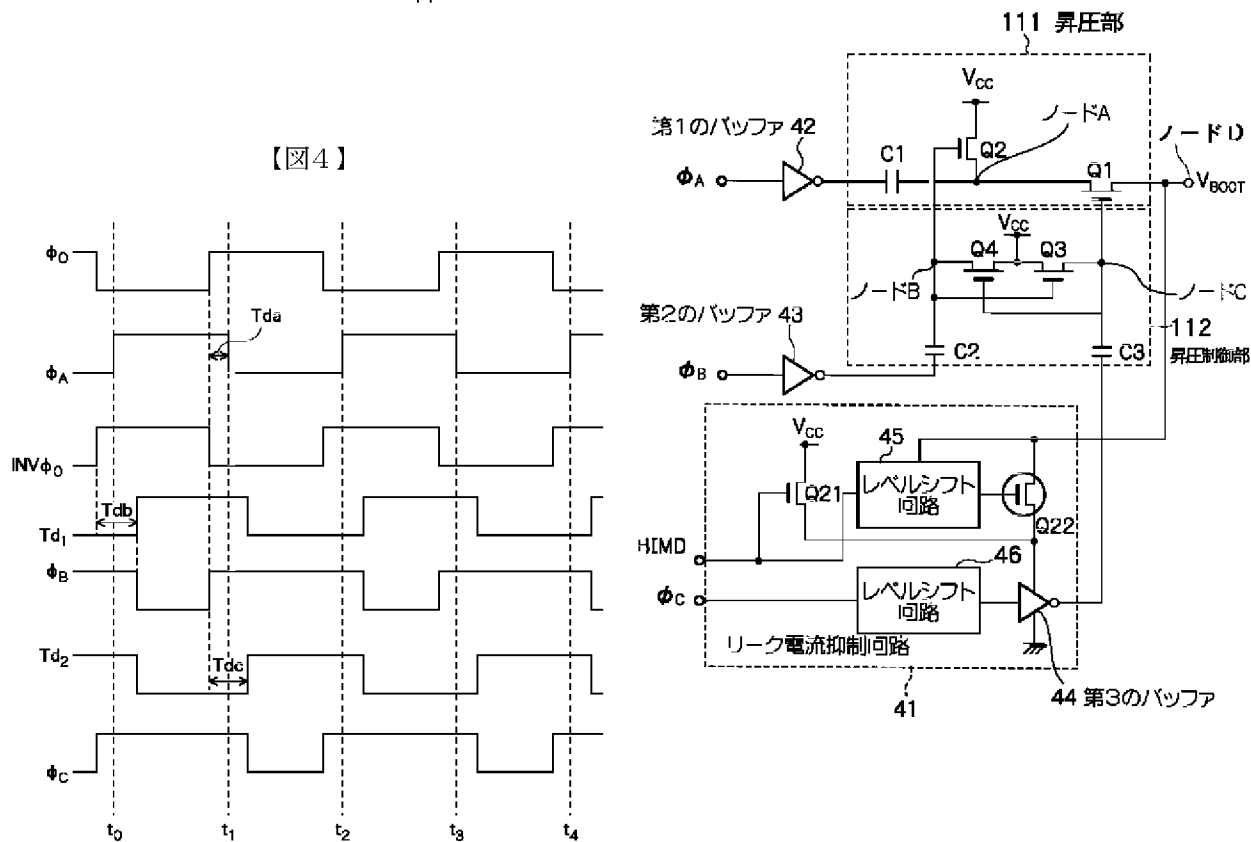 【図4】
ΦO
Tda
ΦA
INVΦO
Tdb
Td1
ΦB
Td2
Tdc
ΦC
t0 t1 t2 t3 t4
111 昇圧部
VCC
ノードA
ノードD
第1のバッファ 42
C1
Q2
Q1
ΦA
VBOOT
VCC
Q4
Q3
ノードB
ノードC
第2のバッファ 43
112
昇圧制御部
C2
C3
ΦB
VCC
45
Q21
レベルシフト
回路
Q22
HIMD
46
ΦC
レベルシフト
回路
リーク電流抑制回路
41
44 第3のバッファ